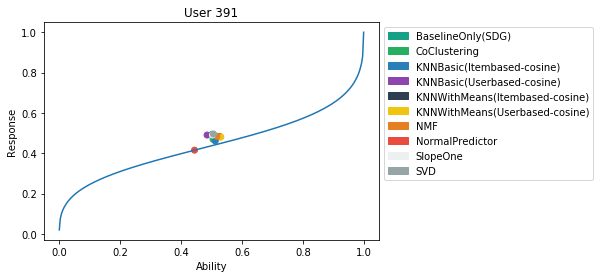 User 391
1.0
0.8
0.6
0.4
0.2
0.0
Response
0.0 0.2 0.4 0.6 0.8 1.0
Ability
BaselineOnly(SDG)
CoClustering
KNNBasic(Itembased-cosine)
KNNBasic(Userbased-cosine)
KNNWithMeans(Itembased-cosine)
KNNWithMeans(Userbased-cosine)
NMF
NormalPredictor
SlopeOne
SVD